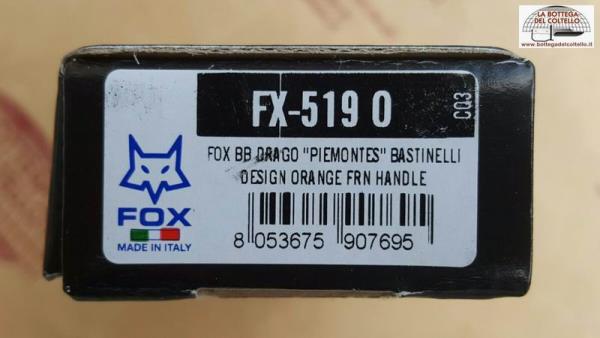 LA BOTTEGA
DEL COLTELLO
www.bottegadelcoltello.it
FX-519 O
CQ3
FOX BB DRAGO "PIEMONTES" BASTINELLI
DESIGN ORANGE FRN HANDLE
FOX
MADE IN ITALY
8 053675 907695